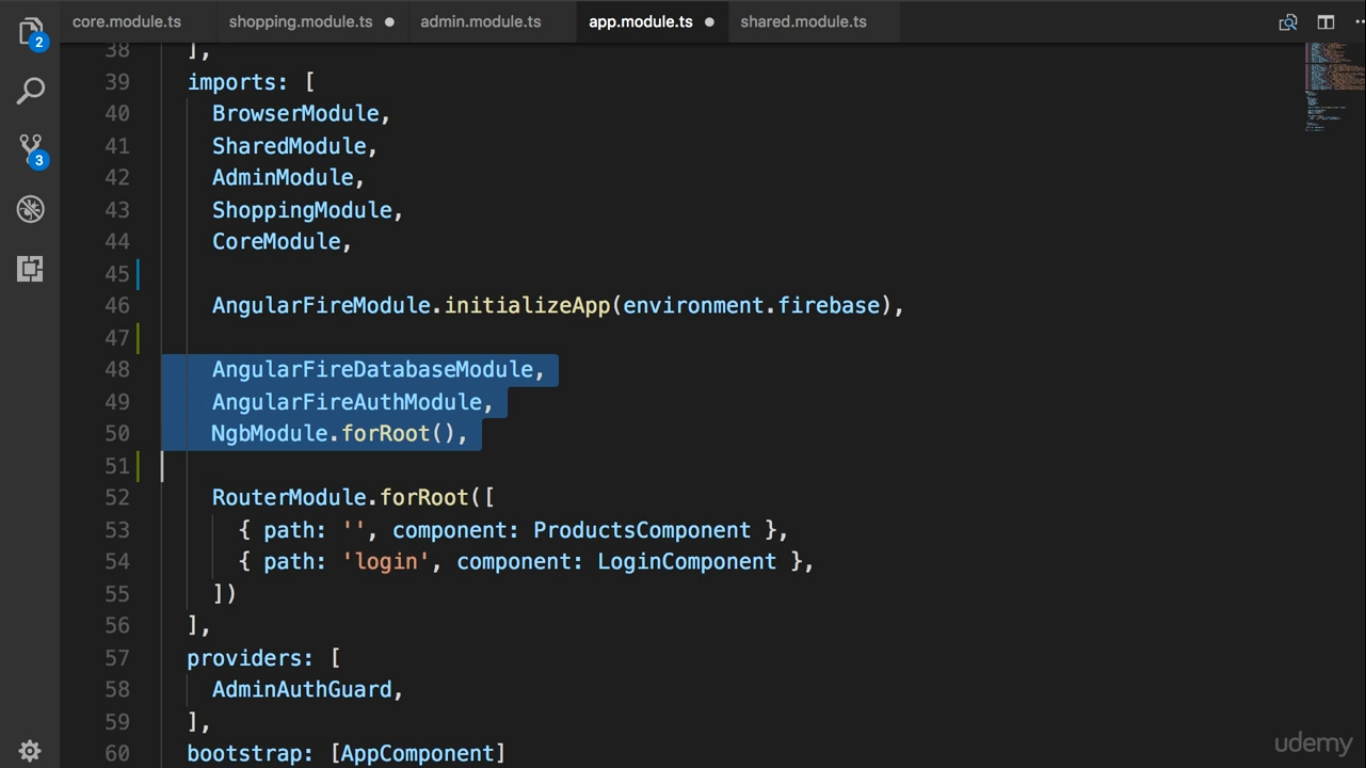 core.module.ts shopping.module.ts admin.module.ts app.module.ts shared.module.ts
2
3
38 ],
39 imports: [
40 BrowserModule,
41 SharedModule,
42 AdminModule,
43 ShoppingModule,
44 CoreModule,
45
46 AngularFireModule.initializeApp(environment.firebase),
47
48 AngularFireDatabaseModule,
49 AngularFireAuthModule,
50 NgbModule.forRoot(),
51
52 RouterModule.forRoot([
53 { path: '', component: ProductsComponent },
54 { path: 'login', component: LoginComponent },
55 ])
56 ],
57 providers: [
58 AdminAuthGuard,
59 ],
60 bootstrap: [AppComponent]
udemy